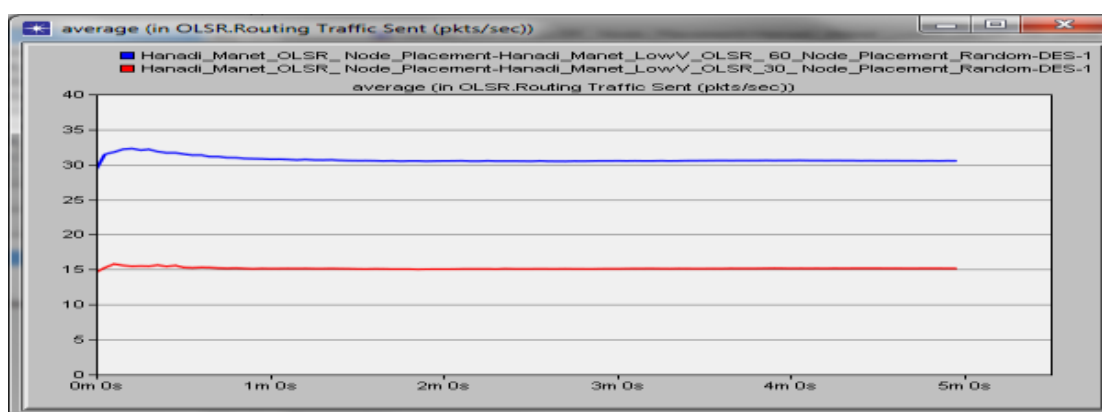 average (in OLSR.Routing Traffic Sent (pkts/sec))
Hanadi_Manet_OLSR_ Node_Placement-Hanadi_Manet_LowV_OLSR_ 60_Node_Placement_Random-DES-1
Hanadi_Manet_OLSR_ Node_Placement-Hanadi_Manet_LowV_OLSR_30_ Node_Placement_Random-DES-1
average (in OLSR.Routing Traffic Sent (pkts/sec))
40
35
30
25
20
15
10
5
0
0m 0s 1m 0s 2m 0s 3m 0s 4m 0s 5m 0s